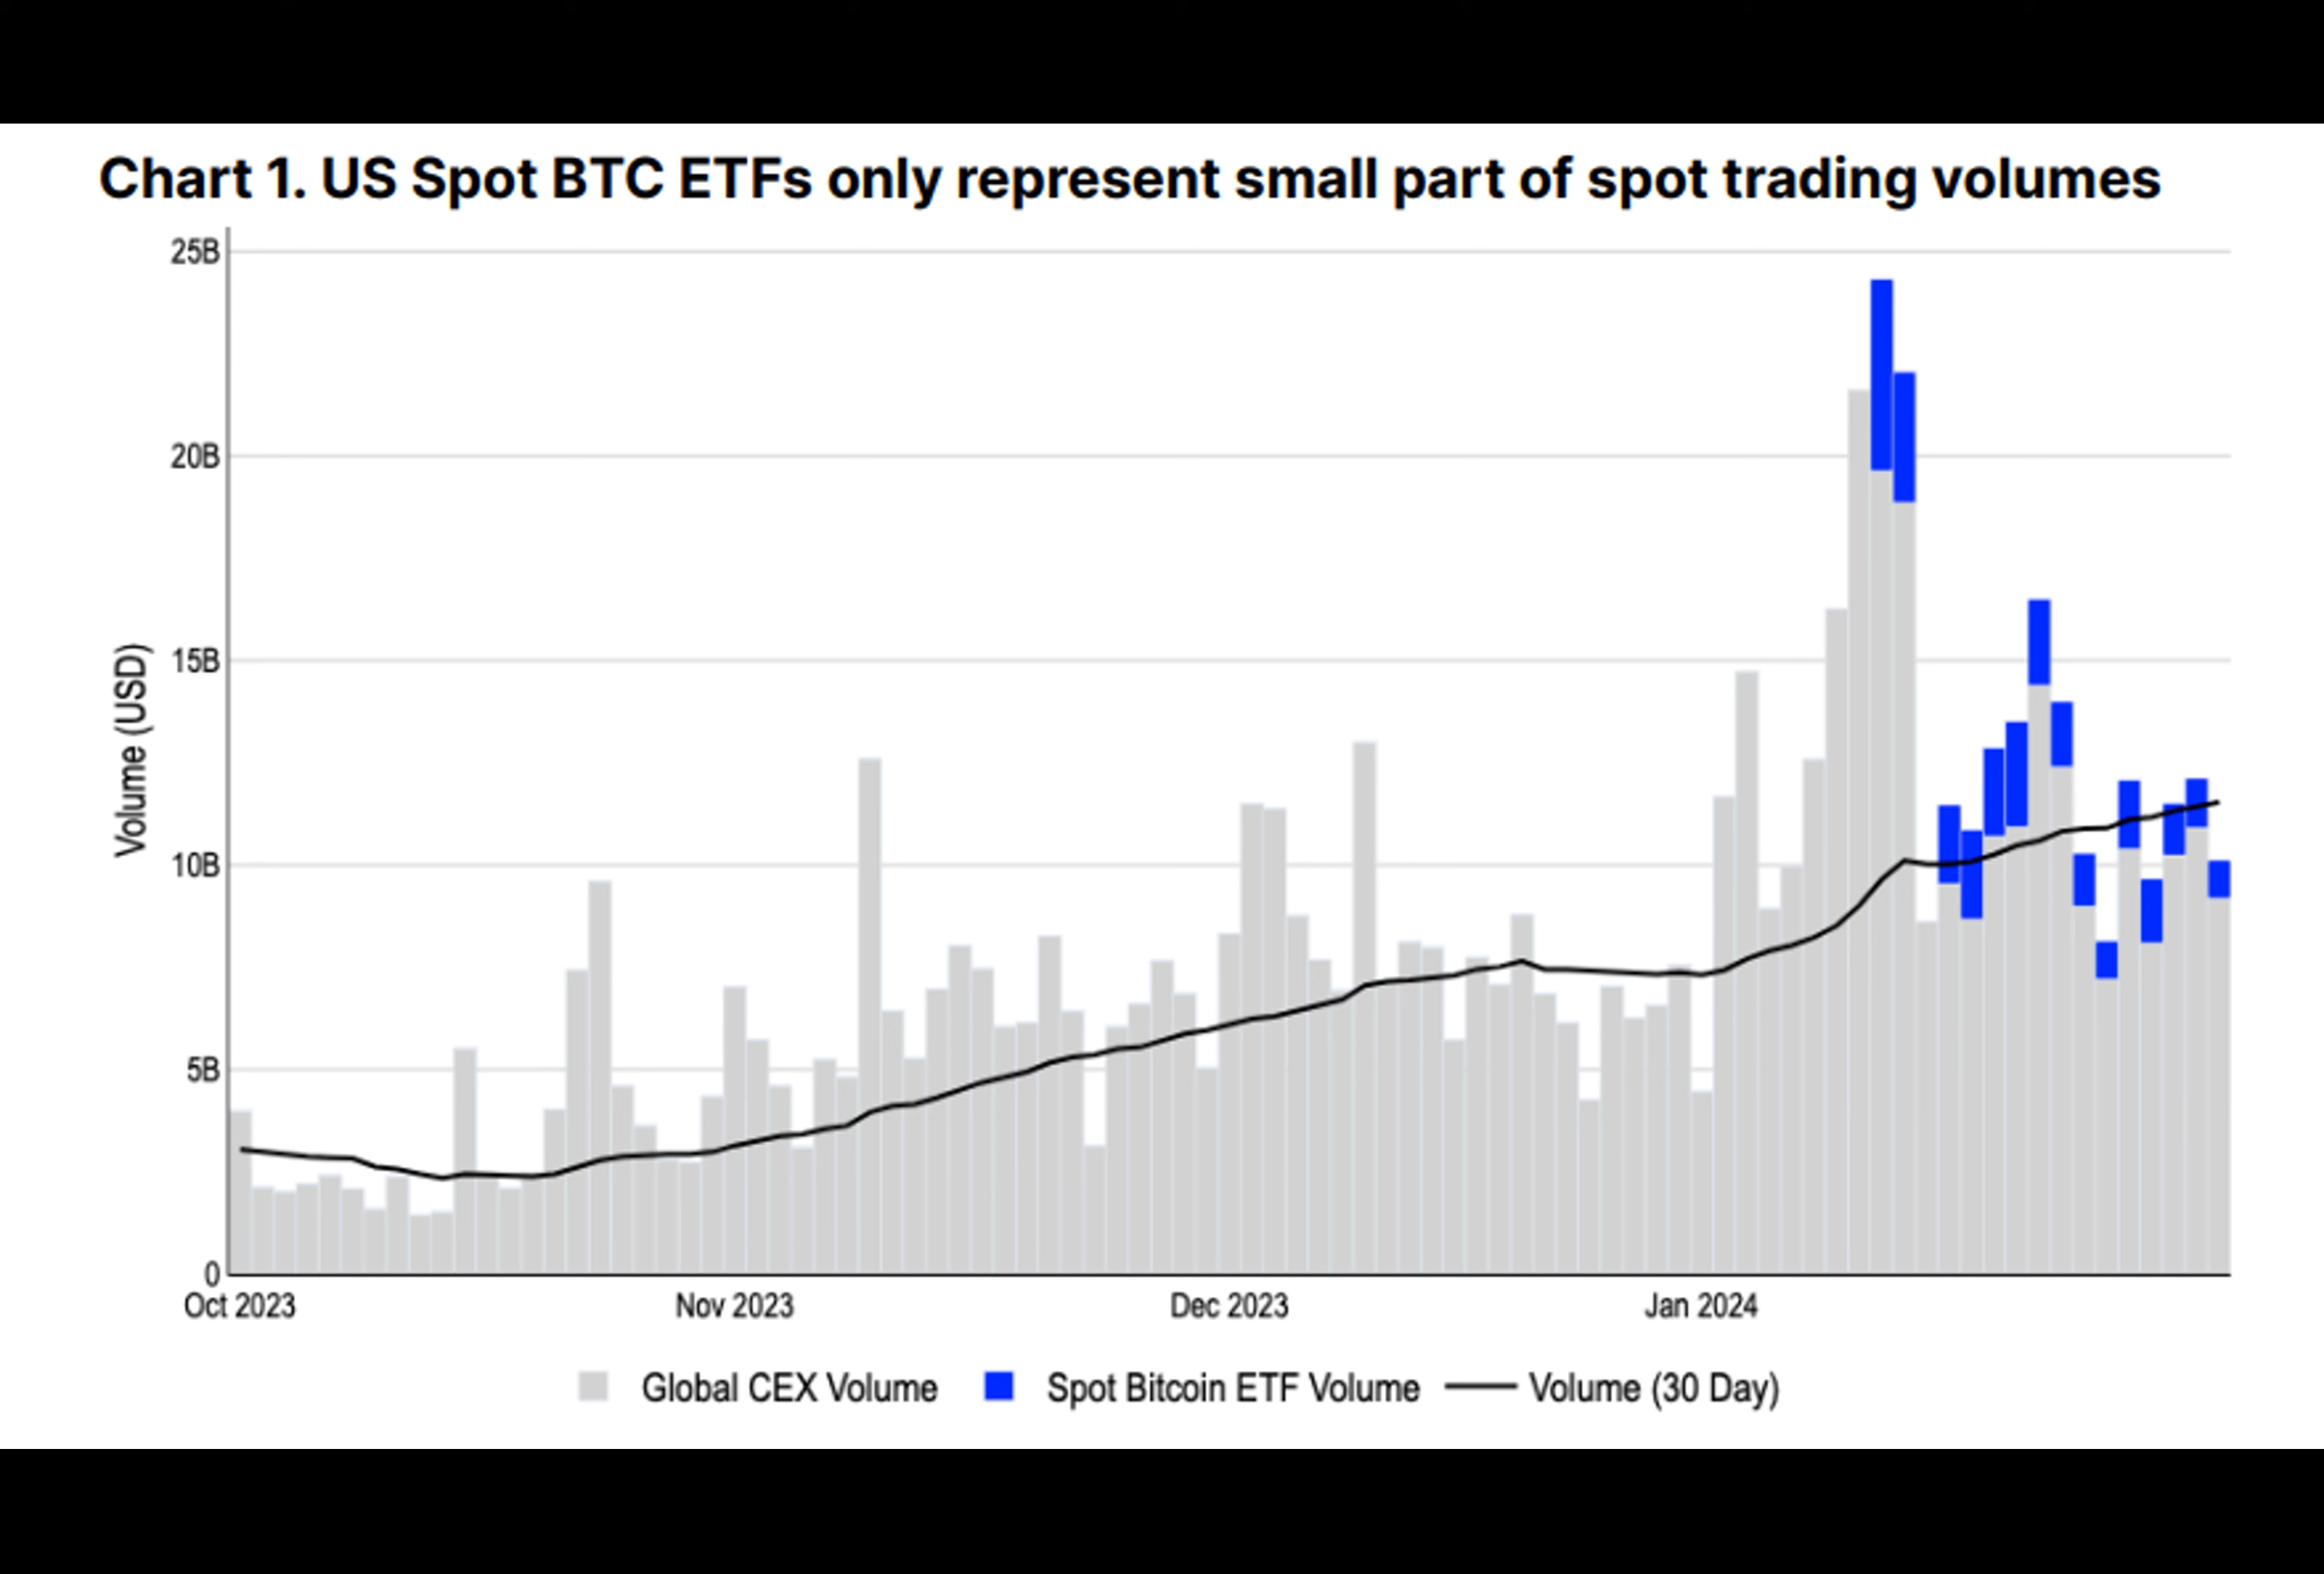 Chart 1. US Spot BTC ETFs only represent small part of spot trading volumes
25B
20B
15B
10B
5B
0
Volume (USD)
Oct 2023 Nov 2023 Dec 2023 Jan 2024
Global CEX Volume Spot Bitcoin ETF Volume Volume (30 Day)